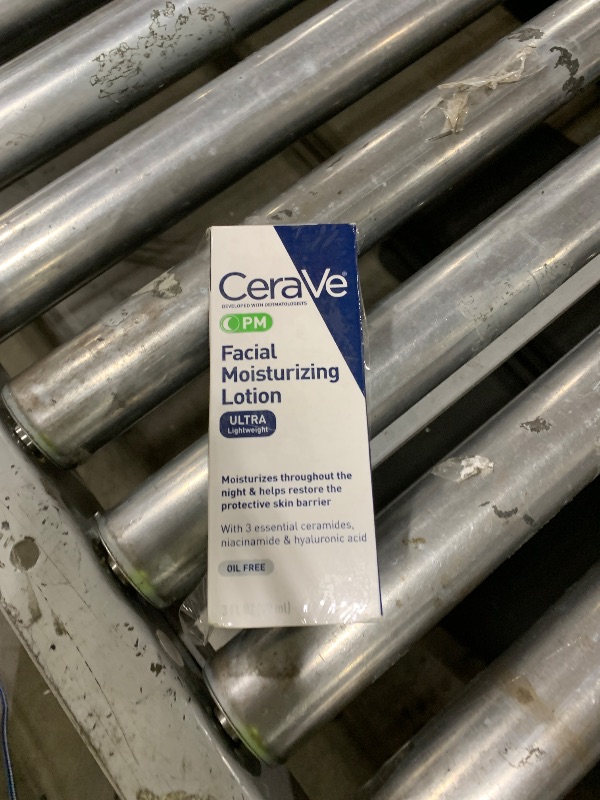 CeraVe®
DEVELOPED WITH DERMATOLOGISTS
PM
Facial
Moisturizing
Lotion
ULTRA
Lightweight
Moisturizes throughout the
night & helps restore the
protective skin barrier
With 3 essential ceramides,
niacinamide & hyaluronic acid
OIL FREE